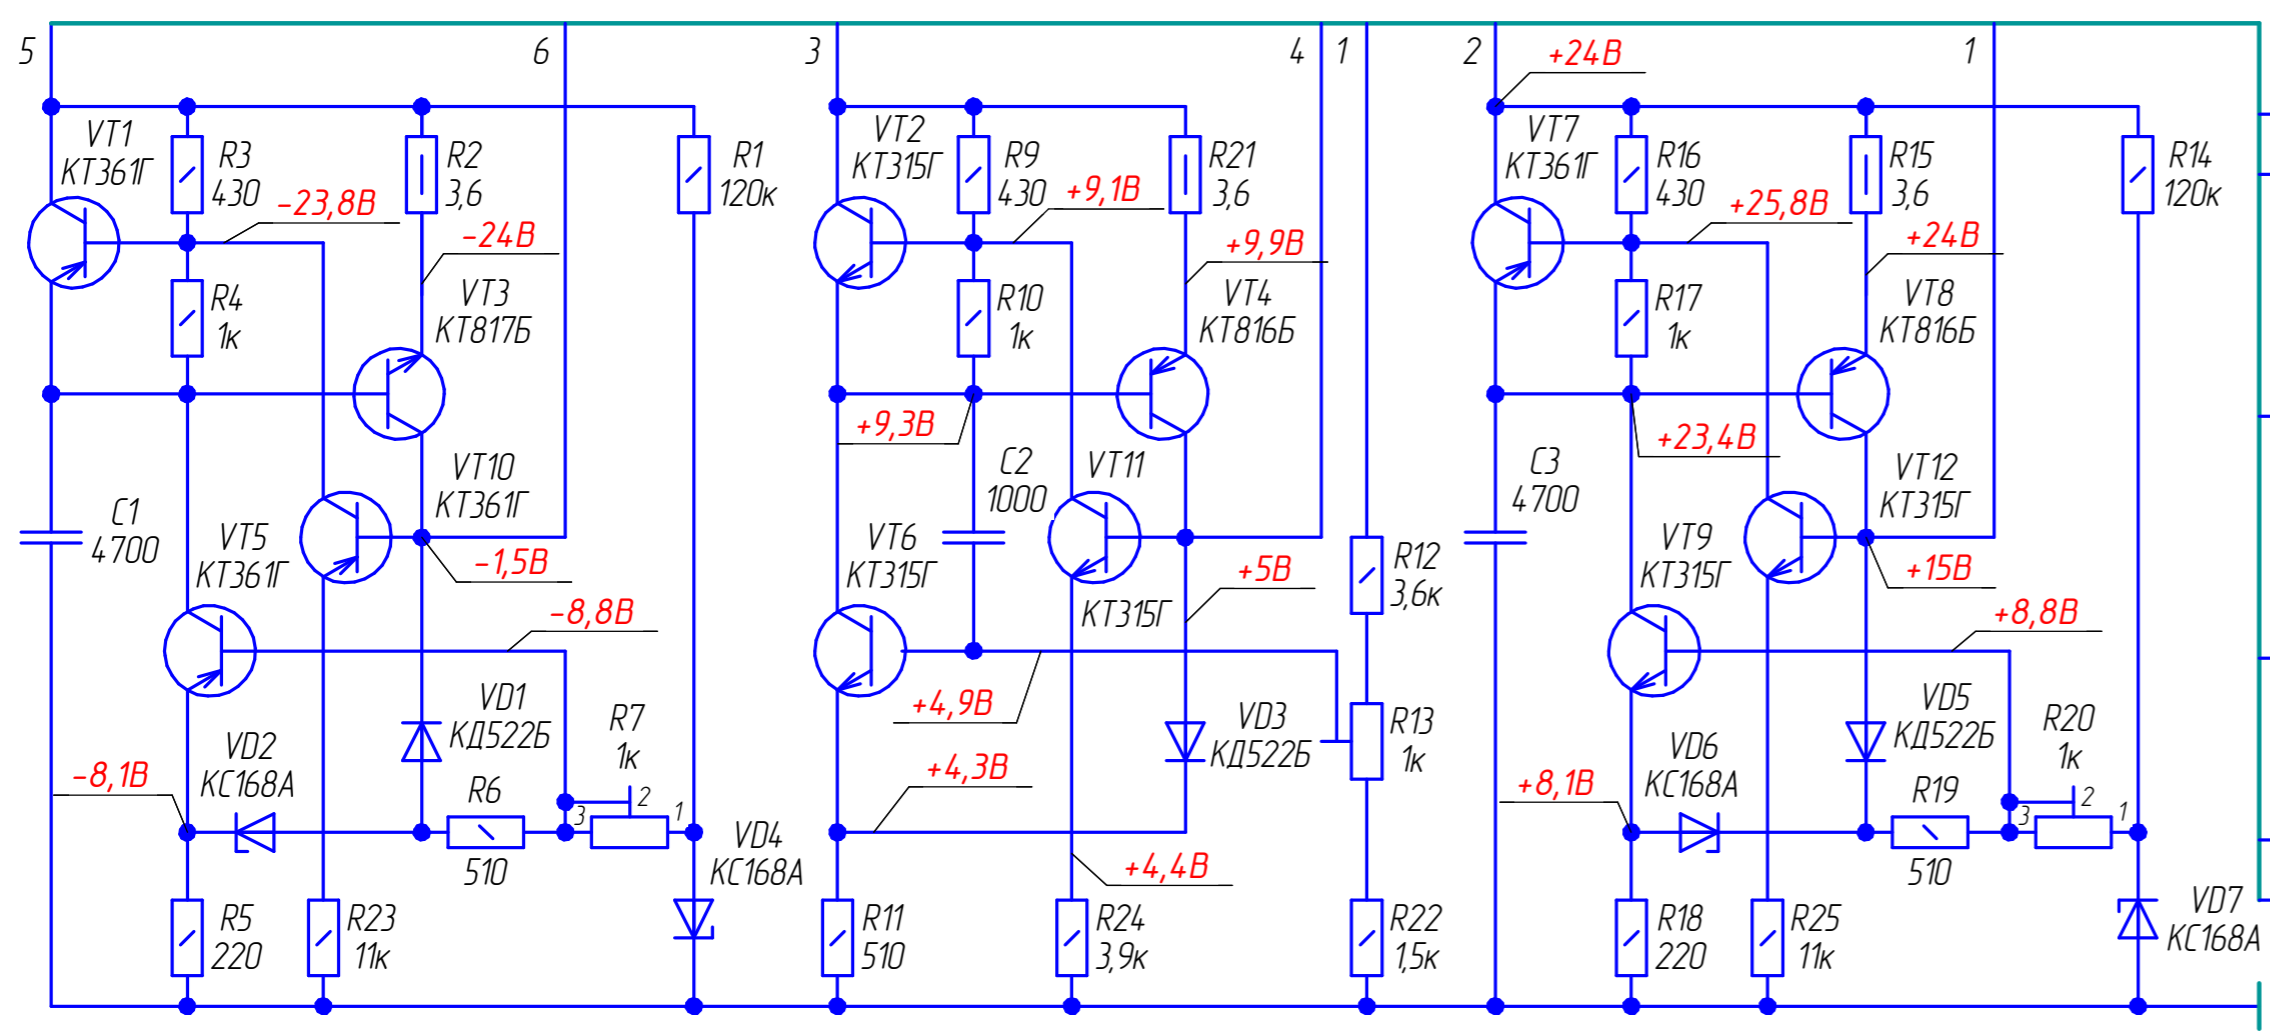 5
6
3
4
1
2
+24В
1
VT1
КТ361Г
R3
430
-23,8В
R2
3,6
R1
120к
-24В
R4
1к
VT3
КТ817Б
VT10
КТ361Г
C1
4700
VT5
КТ361Г
-1,5В
-8,8В
VD1
КД522Б
R7
1к
VD2
КС168А
-8,1В
R6
510
3
2
1
VD4
КС168А
R5
220
R23
11к
VT2
КТ315Г
R9
430
+9,1В
R21
3,6
+9,9В
R10
1к
VT4
КТ816Б
+9,3В
C2
1000
VT11
КТ315Г
VT6
КТ315Г
+5В
R12
3,6к
+4,9В
VD3
КД522Б
R13
1к
+4,3В
+4,4В
R11
510
R24
3,9к
R22
1,5к
VT7
КТ361Г
R16
430
+25,8В
R15
3,6
R14
120к
+24В
R17
1к
VT8
КТ816Б
+23,4В
C3
4700
VT12
КТ315Г
VT9
КТ315Г
+15В
+8,8В
VD5
КД522Б
R20
1к
VD6
КС168А
+8,1В
R19
510
3
2
1
VD7
КС168А
R18
220
R25
11к